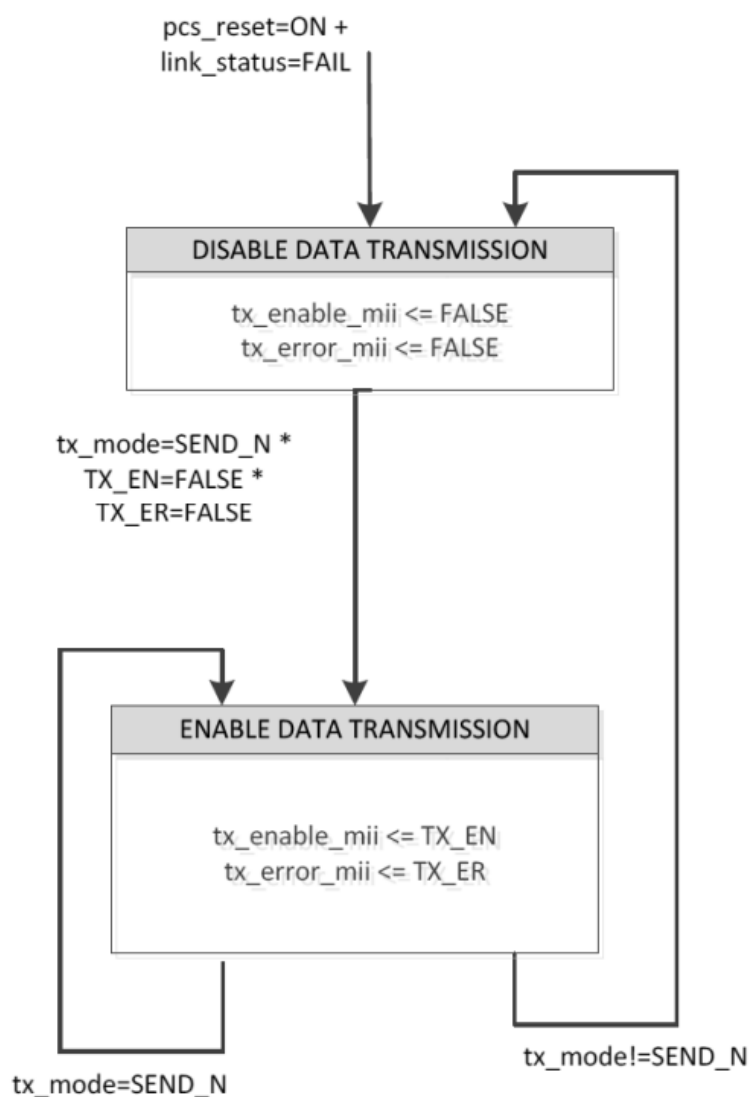 pcs_reset=ON +
link_status=FAIL
DISABLE DATA TRANSMISSION
tx_enable_mii <= FALSE
tx_error_mii <= FALSE
tx_mode=SEND_N *
TX_EN=FALSE *
TX_ER=FALSE
ENABLE DATA TRANSMISSION
tx_enable_mii <= TX_EN
tx_error_mii <= TX_ER
tx_mode!=SEND_N
tx_mode=SEND_N